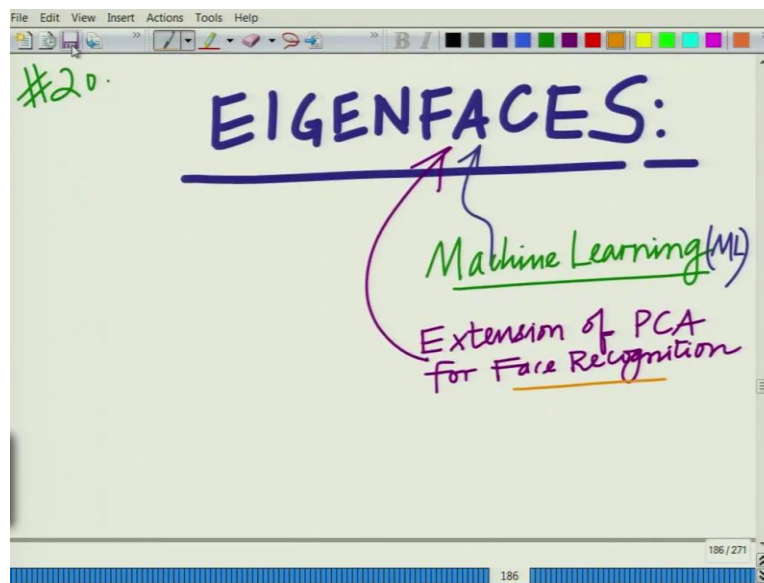 File Edit View Insert Actions Tools Help
B I
#20.
EIGENFACES:
Machine Learning (ML)
Extension of PCA
for Face Recognition
186 / 271
186